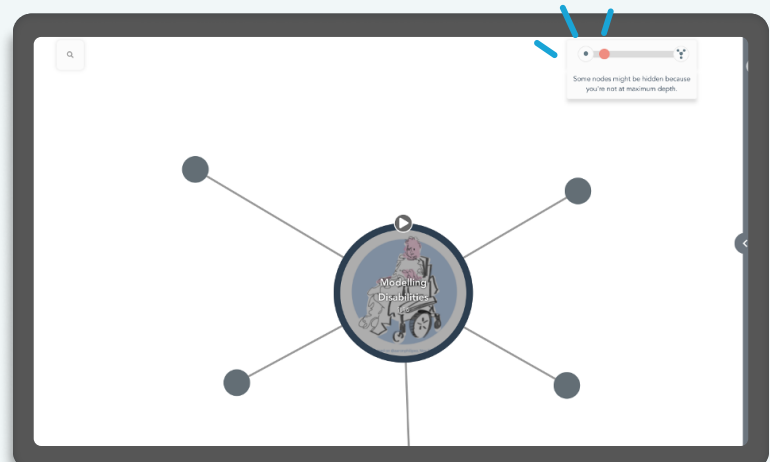 Some nodes might be hidden because
you're not at maximum depth.
Modelling
Disabilities